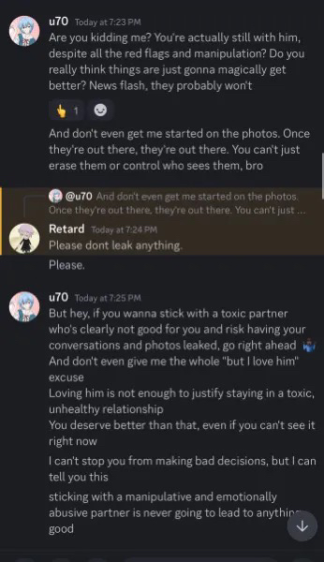 u70 Today at 7:23 PM
Are you kidding me? You're actually still with him,
despite all the red flags and manipulation? Do you
really think things are just gonna magically get
better? News flash, they probably won't
👆 1
And don't even get me started on the photos. Once
they're out there, they're out there. You can't just
erase them or control who sees them, bro
@u70 And don't even get me started on the photos.
Once they're out there, they're out there. You can't just ...
Retard Today at 7:24 PM
Please dont leak anything.
Please.
u70 Today at 7:25 PM
But hey, if you wanna stick with a toxic partner
who's clearly not good for you and risk having your
conversations and photos leaked, go right ahead
And don't even give me the whole "but I love him"
excuse
Loving him is not enough to justify staying in a toxic,
unhealthy relationship
You deserve better than that, even if you can't see it
right now
I can't stop you from making bad decisions, but I can
tell you this
sticking with a manipulative and emotionally
abusive partner is never going to lead to anything
good